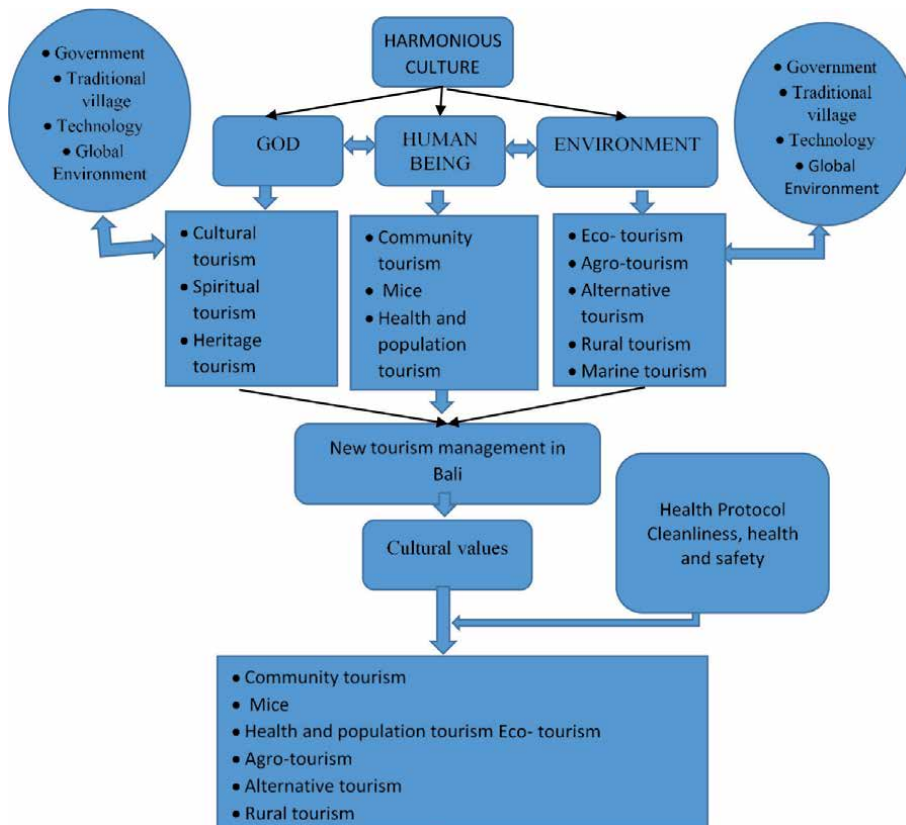 HARMONIOUS
CULTURE
● Government
● Traditional
village
● Technology
● Global
Environment
● Government
● Traditional
village
● Technology
● Global
Environment
GOD
HUMAN
BEING
ENVIRONMENT
● Cultural
tourism
● Spiritual
tourism
● Heritage
tourism
● Community
tourism
● Mice
● Health and
population
tourism
● Eco- tourism
● Agro-tourism
● Alternative
tourism
● Rural tourism
● Marine tourism
New tourism management in
Bali
Cultural values
Health Protocol
Cleanliness, health
and safety
● Community tourism
● Mice
● Health and population tourism Eco- tourism
● Agro-tourism
● Alternative tourism
● Rural tourism